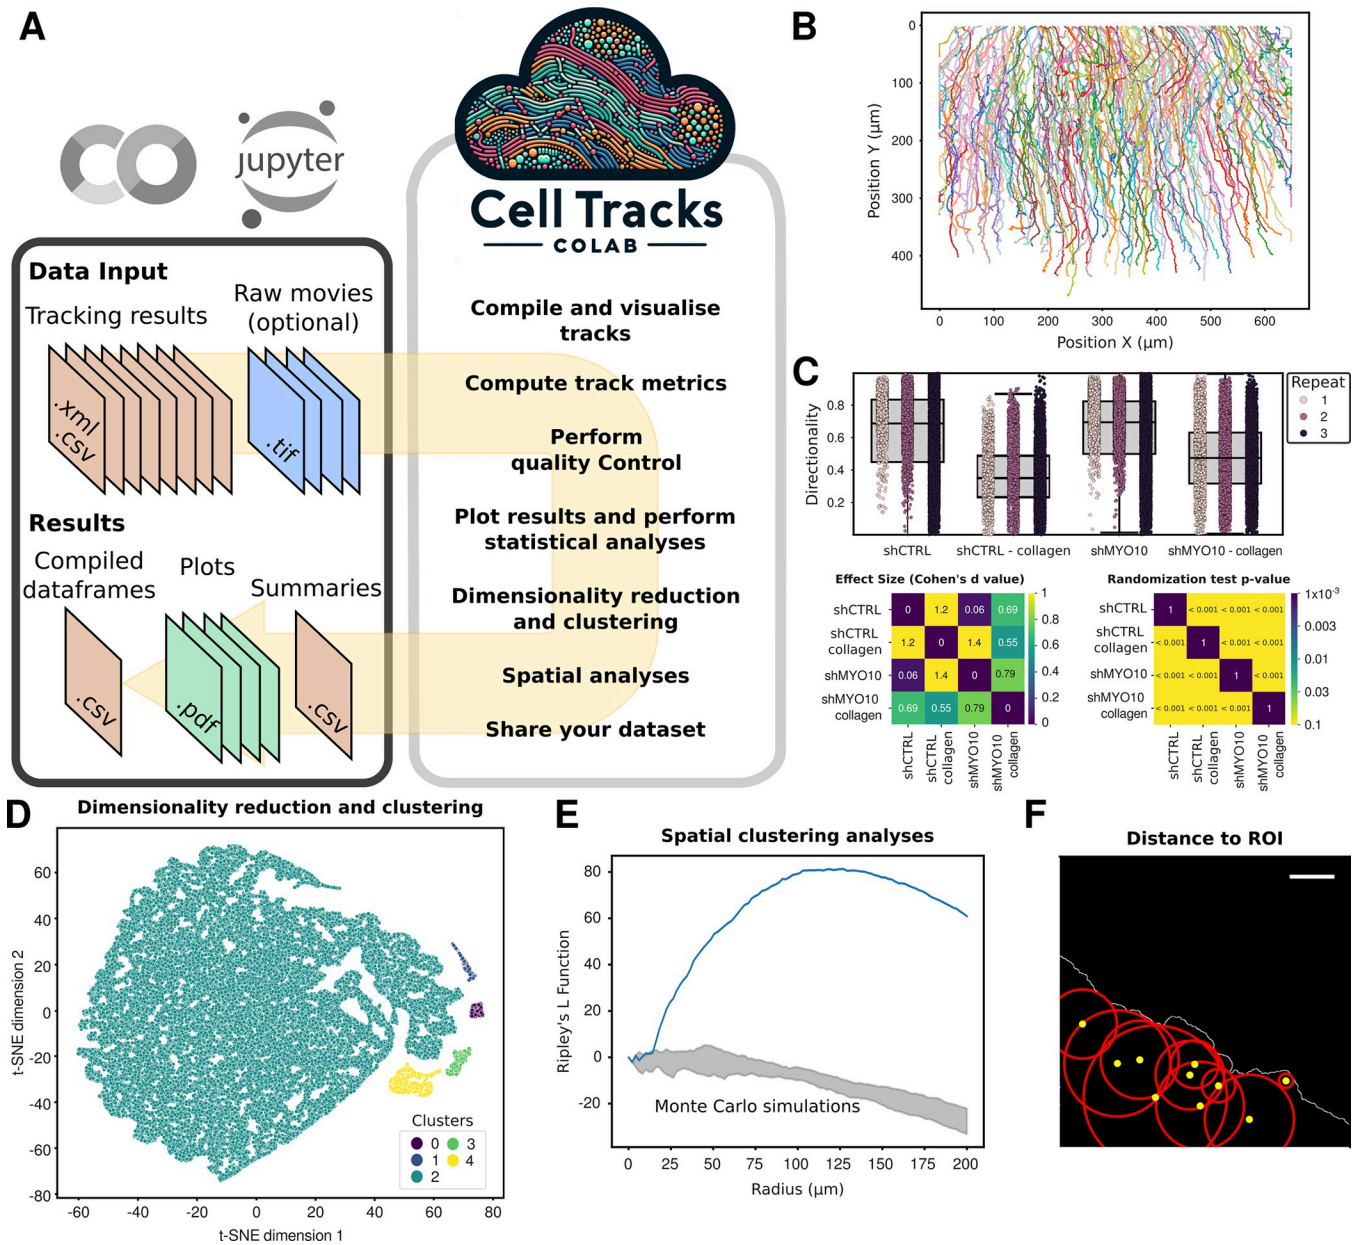 A
jupyter
Cell Tracks
COLAB
Data Input
Tracking results
Raw movies
(optional)
.xml
.csv
.tif
Results
Compiled
dataframes
Plots
Summaries
.csv
.pdf
.csv
Compile and visualise
tracks
Compute track metrics
Perform
quality Control
Plot results and perform
statistical analyses
Dimensionality reduction
and clustering
Spatial analyses
Share your dataset
B
Position Y (µm)
0
100
200
300
400
0 100 200 300 400 500 600
Position X (µm)
C
Directionality
0.8
0.6
0.4
0.2
shCTRL shCTRL - collagen shMYO10 shMYO10 - collagen
Repeat
1
2
3
Effect Size (Cohen's d value)
shCTRL 0 1.2 0.06 0.69
shCTRL
collagen 1.2 0 1.4 0.55
shMYO10 0.06 1.4 0 0.79
shMYO10
collagen 0.69 0.55 0.79 0
shCTRL
shCTRL
collagen
shMYO10
shMYO10
collagen
1
0.8
0.6
0.4
0.2
0
Randomization test p-value
shCTRL 1 < 0.001 < 0.001 < 0.001
shCTRL
collagen < 0.001 1 < 0.001 < 0.001
shMYO10 < 0.001 < 0.001 1 < 0.001
shMYO10
collagen < 0.001 < 0.001 < 0.001 1
shCTRL
shCTRL
collagen
shMYO10
shMYO10
collagen
1x10⁻³
0.003
0.01
0.03
0.1
D
Dimensionality reduction and clustering
t-SNE dimension 2
60
40
20
0
-20
-40
-60
-80
-60 -40 -20 0 20 40 60 80
t-SNE dimension 1
Clusters
0 3
1 4
2
E
Spatial clustering analyses
Ripley's L Function
80
60
40
20
0
-20
Monte Carlo simulations
0 25 50 75 100 125 150 175 200
Radius (µm)
F
Distance to ROI